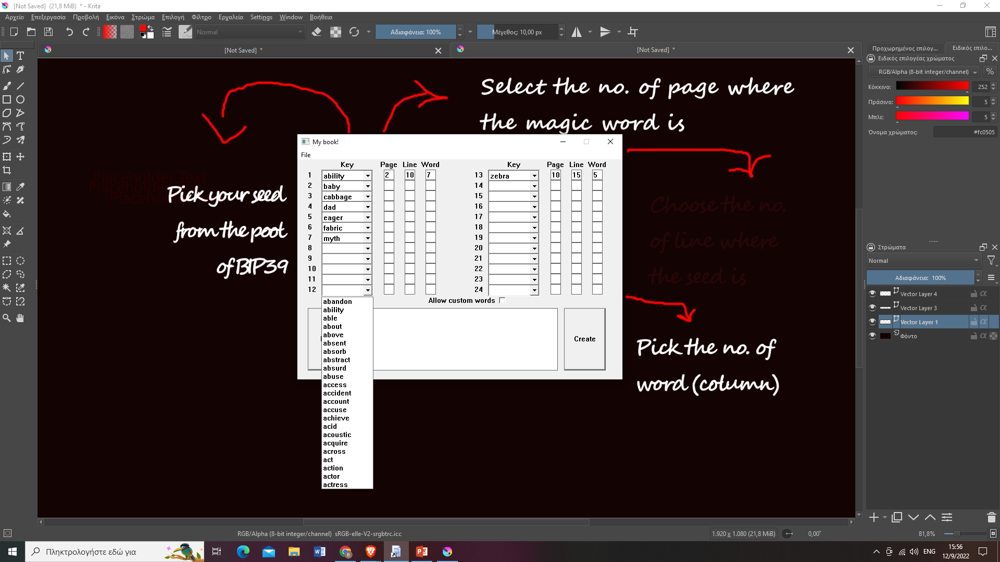 [Not Saved] (21,8 MiB) * - Krita
Αρχείο Επεξεργασία Προβολή Εικόνα Στρώμα Επιλογή Φίλτρο Εργαλεία Settings Window Βοήθεια
Normal Αδιαφάνεια: 100% Μέγεθος: 10,00 px
[Not Saved] * [Not Saved] *
Προχωρημένος επιλογ... Ειδικός επιλο...
Ειδικός επιλογέας χρώματος
RGB/Alpha (8-bit integer/channel) %
Κόκκινο: 252
Πράσινο: 5
Μπλε: 5
Όνομα χρώματος: #fc0505
Select the no. of page where
the magic word is
Placeholder Text
Pick your seed
from the poot
of BIP39
My book!
File
Key Page Line Word Key Page Line Word
1 ability 2 10 7 13 zebra 10 15 5
2 baby 14
3 cabbage 15
4 dad 16
5 eager 17
6 fabric 18
7 myth 19
8 20
9 21
10 22
11 23
12 24
Allow custom words
abandon
ability
able
about
above
absent
absorb
abstract
absurd
abuse
access
accident
account
accuse
achieve
acid
acoustic
acquire
across
act
action
actor
actress
Create
Choose the no.
of line where
the seed is
Pick the no. of
word (column)
Στρώματα
Normal
Αδιαφάνεια: 100%
Vector Layer 4
Vector Layer 3
Vector Layer 1
Φόντο
RGB/Alpha (8-bit integer/channel) sRGB-elle-V2-srgbtrc.icc 1.920 x 1.080 (21,8 MiB) 0,00° 81,8%
Πληκτρολογήστε εδώ για ENG 15:56
12/9/2022